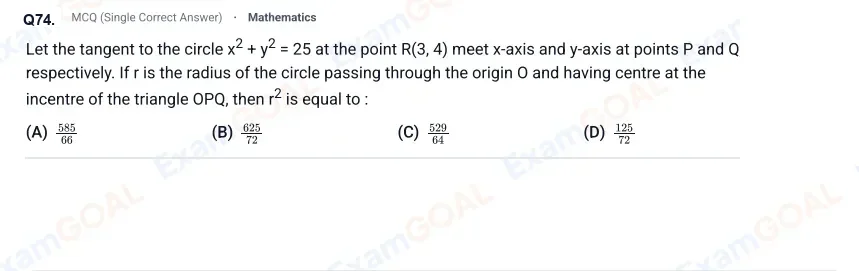 Q74. MCQ (Single Correct Answer) · Mathematics
Let the tangent to the circle x² + y² = 25 at the point R(3, 4) meet x-axis and y-axis at points P and Q
respectively. If r is the radius of the circle passing through the origin O and having centre at the
incentre of the triangle OPQ, then r² is equal to :
(A) 585/66 (B) 625/72 (C) 529/64 (D) 125/72
ExamGOAL